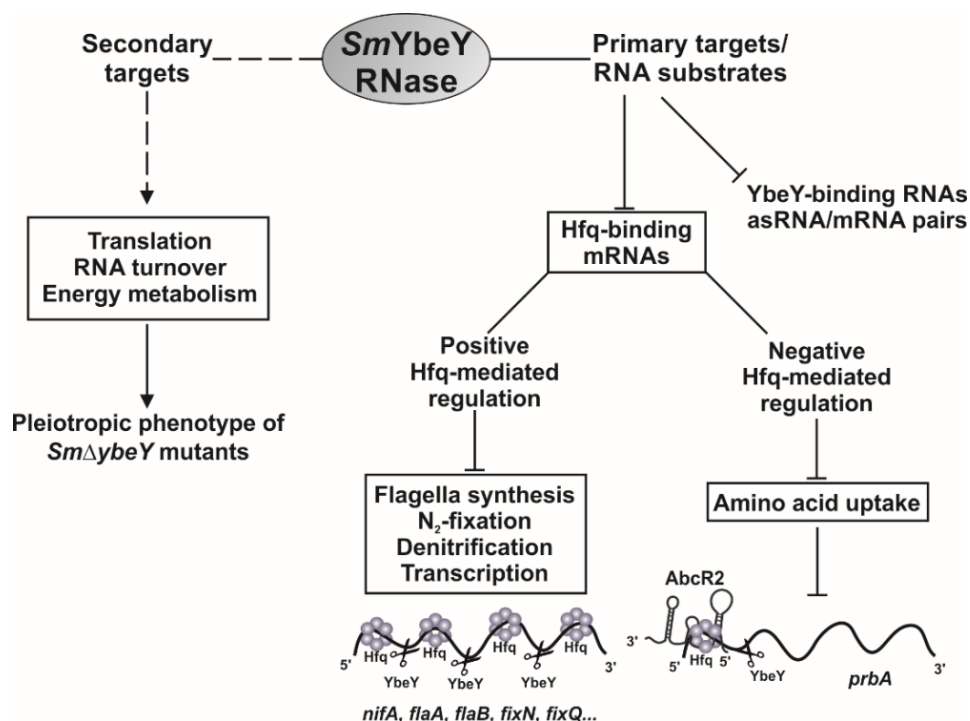 Secondary
targets
SmYbeY
RNase
Primary targets/
RNA substrates
YbeY-binding RNAs
asRNA/mRNA pairs
Hfq-binding
mRNAs
Translation
RNA turnover
Energy metabolism
Positive
Hfq-mediated
regulation
Negative
Hfq-mediated
regulation
Pleiotropic phenotype of
SmΔybeY mutants
Flagella synthesis
N₂-fixation
Denitrification
Transcription
Amino acid uptake
AbcR2
5'
Hfq
YbeY
Hfq
YbeY
Hfq
YbeY
Hfq
3'
nifA, flaA, flaB, fixN, fixQ...
3'
5'
Hfq
5'
YbeY
prbA
3'